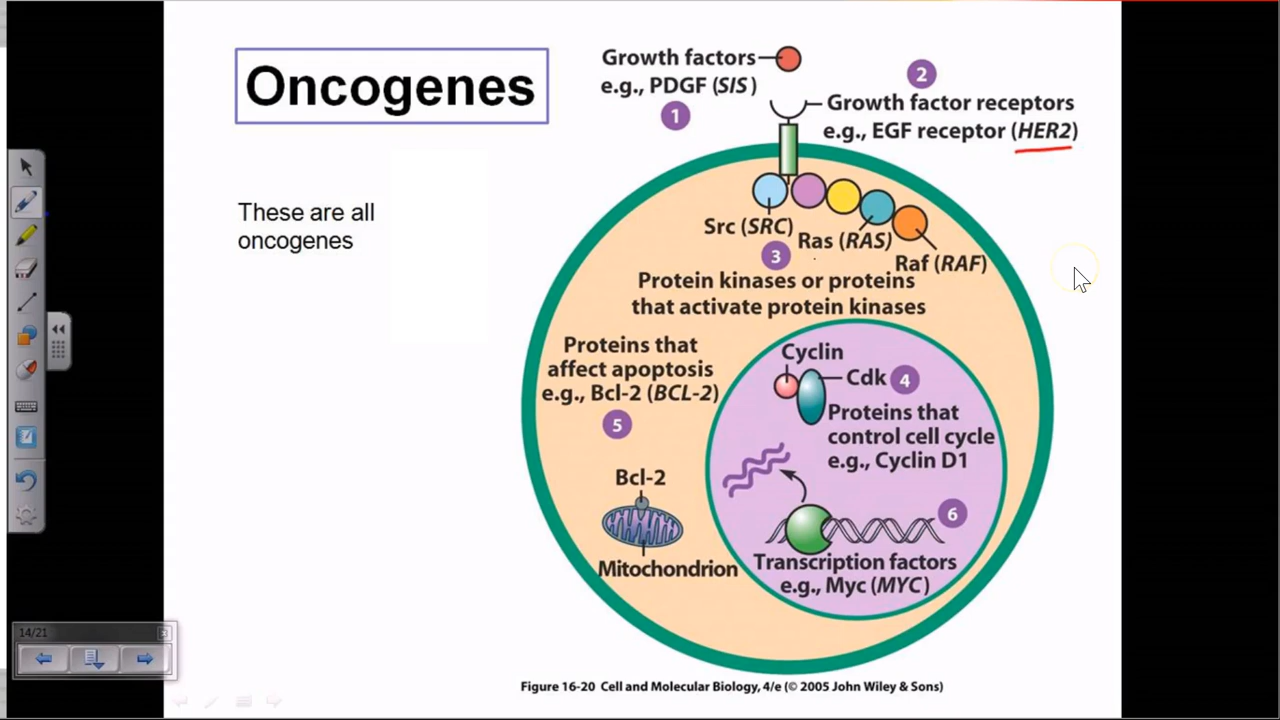 Oncogenes
These are all
oncogenes
Growth factors
e.g., PDGF (SIS)
1
2
Growth factor receptors
e.g., EGF receptor (HER2)
Src (SRC)
Ras (RAS)
Raf (RAF)
3
Protein kinases or proteins
that activate protein kinases
Proteins that
affect apoptosis
e.g., Bcl-2 (BCL-2)
5
Bcl-2
Mitochondrion
Cyclin
Cdk
4
Proteins that
control cell cycle
e.g., Cyclin D1
6
Transcription factors
e.g., Myc (MYC)
Figure 16-20 Cell and Molecular Biology, 4/e (© 2005 John Wiley & Sons)
14/21